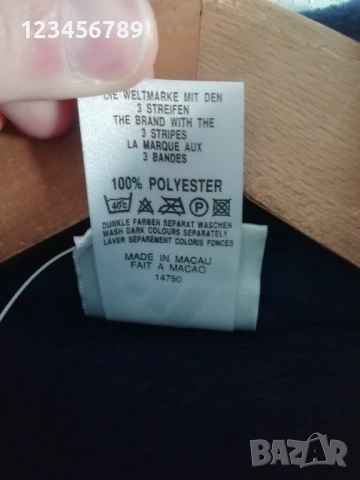 123456789
DIE WELTMARKE MIT DEN
3 STREIFEN
THE BRAND WITH THE
3 STRIPES
LA MARQUE AUX
3 BANDES
100% POLYESTER
40°C P
DUNKLE FARBEN SEPARAT WASCHEN
WASH DARK COLOURS SEPARATELY
LAVER SÉPARÉMENT COLORIS FONCES
MADE IN MACAU
FAIT A MACAO
14750
BAZAR